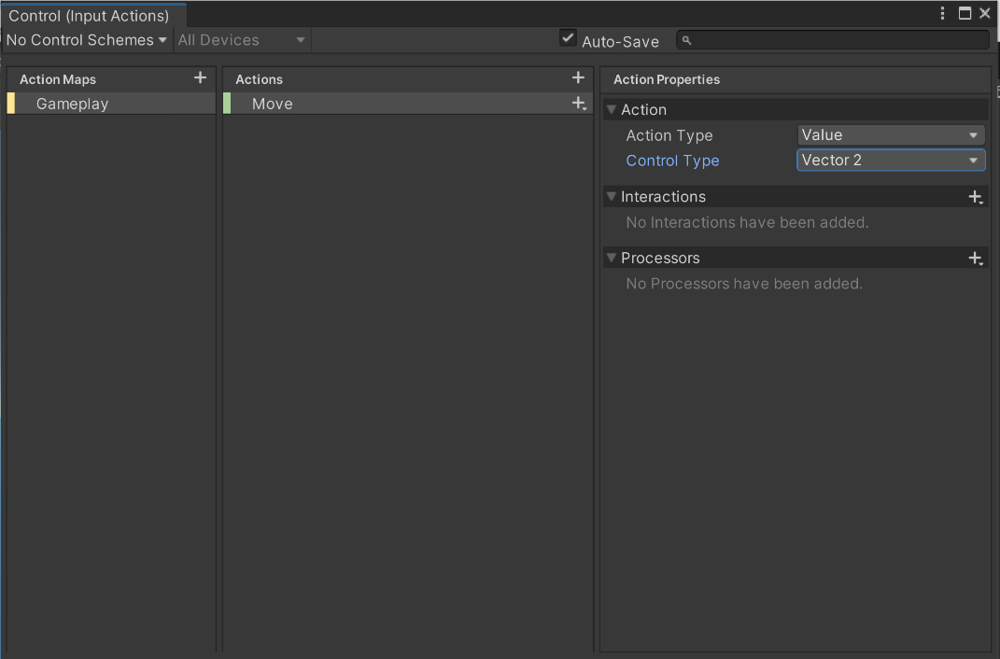 Control (Input Actions)
No Control Schemes All Devices Auto-Save
Action Maps
Gameplay
Actions
Move
Action Properties
Action
Action Type Value
Control Type Vector 2
Interactions
No Interactions have been added.
Processors
No Processors have been added.